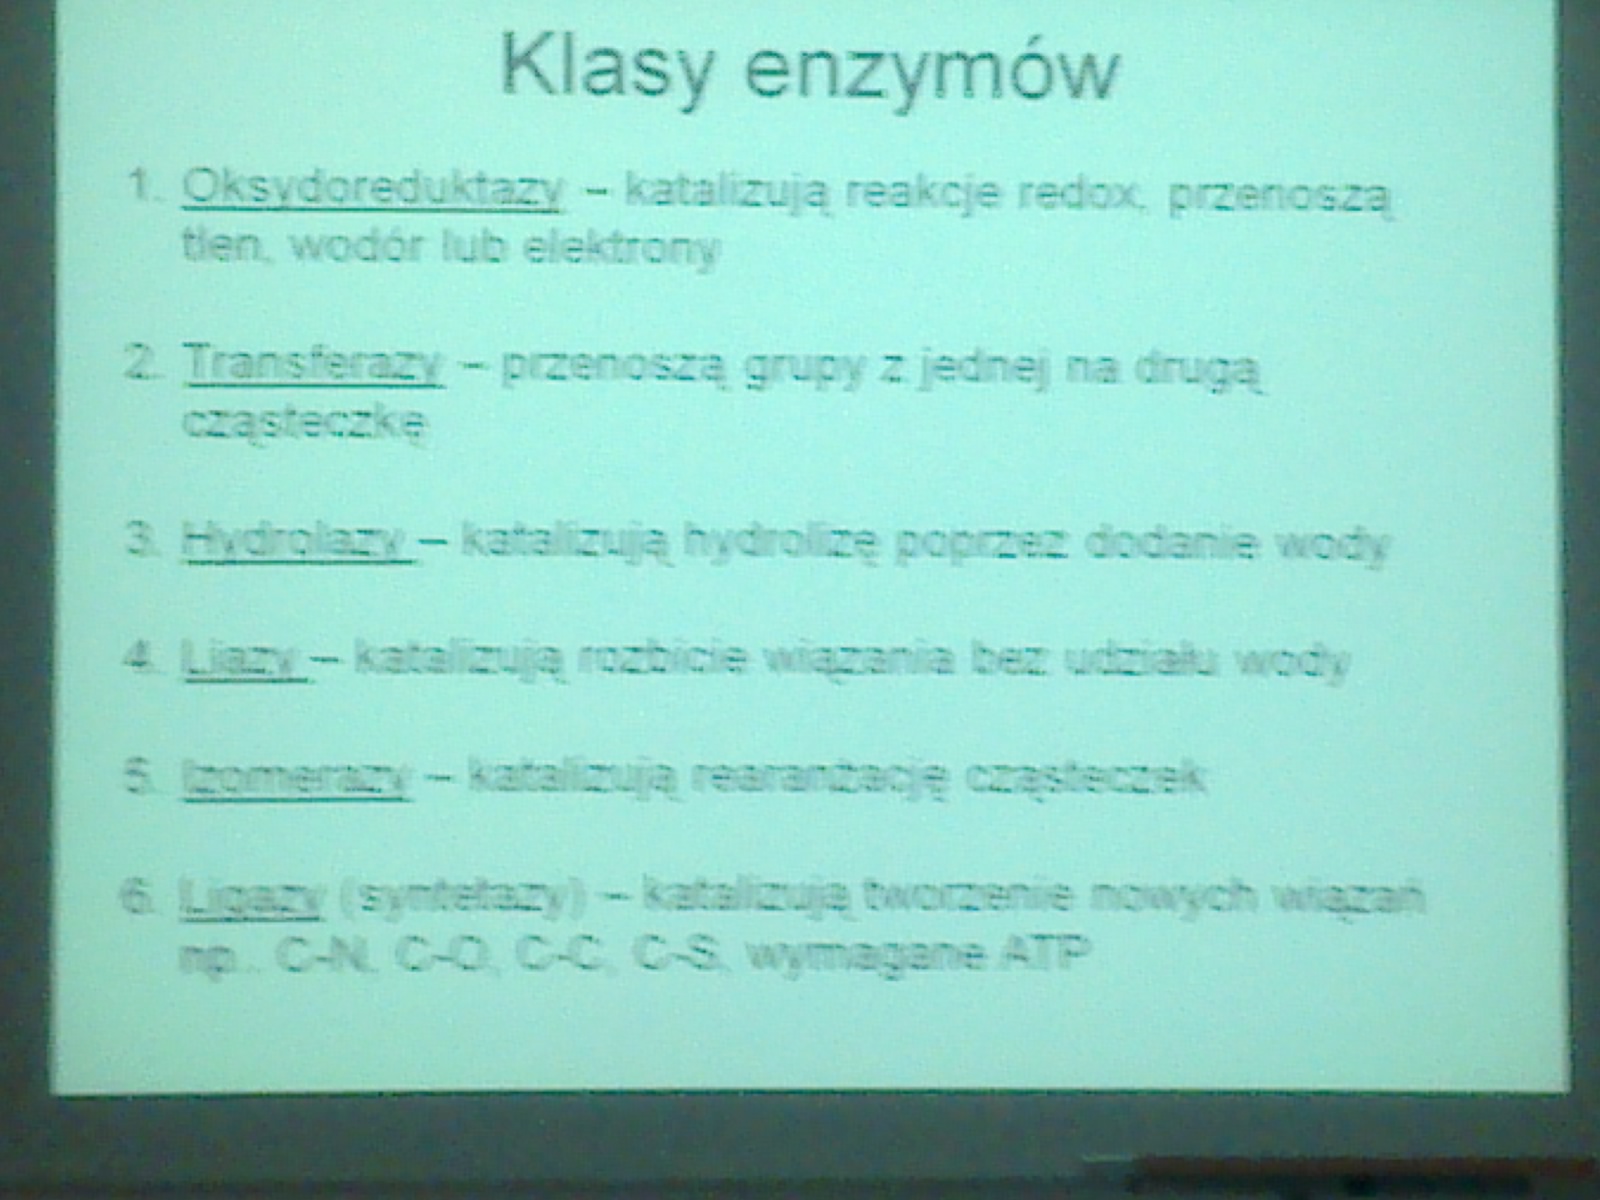 Klasy enzymów
1. Oksydoreduktazy – katalizują reakcje redox, przenoszą
tlen, wodór lub elektrony
2. Transferazy – przenoszą grupy z jednej na drugą
cząsteczkę
3. Hydrolazy – katalizują hydrolizę poprzez dodanie wody
4. Liazy – katalizują rozbicie wiązania bez udziału wody
5. Izomerazy – katalizują rearanżację cząsteczek
6. Ligazy (syntetazy) – katalizują tworzenie nowych wiązań
np.. C-N, C-O, C-C, C-S, wymagane ATP